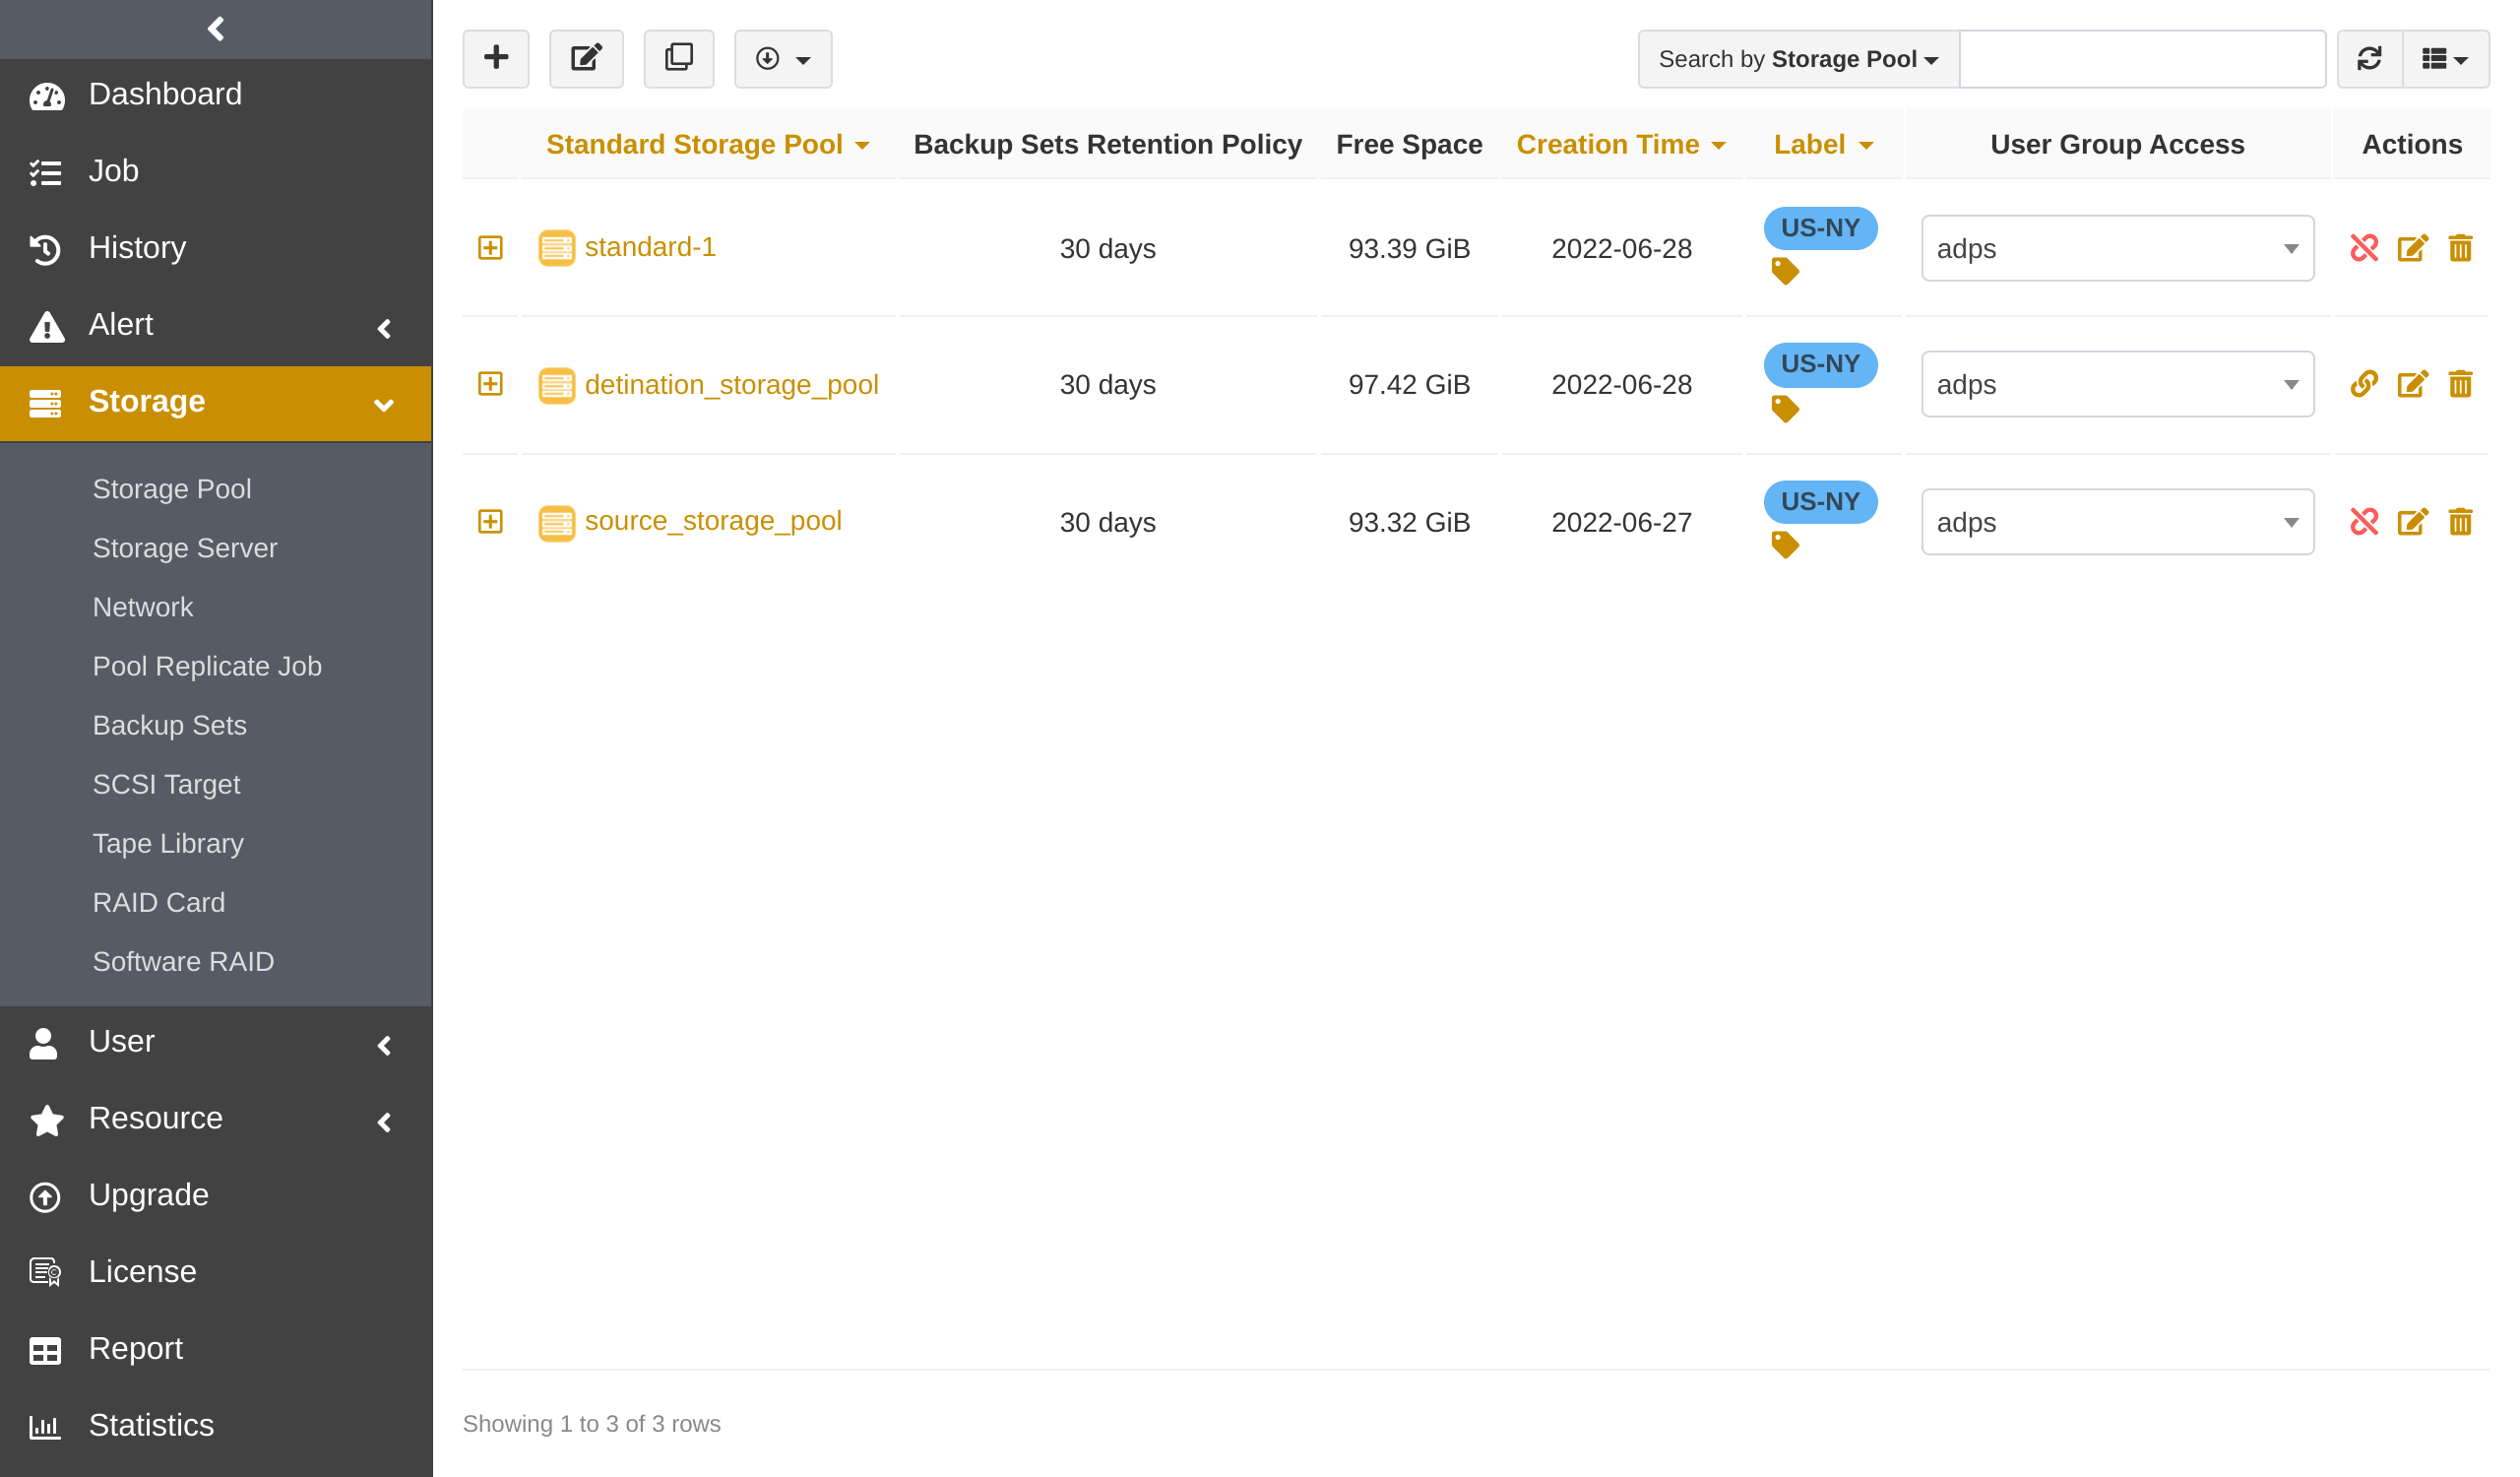 Dashboard
Job
History
Alert
Storage
Storage Pool
Storage Server
Network
Pool Replicate Job
Backup Sets
SCSI Target
Tape Library
RAID Card
Software RAID
User
Resource
Upgrade
License
Report
Statistics
Search by Storage Pool
Standard Storage Pool Backup Sets Retention Policy Free Space Creation Time Label User Group Access Actions
standard-1 30 days 93.39 GiB 2022-06-28 US-NY adps
detination_storage_pool 30 days 97.42 GiB 2022-06-28 US-NY adps
source_storage_pool 30 days 93.32 GiB 2022-06-27 US-NY adps
Showing 1 to 3 of 3 rows